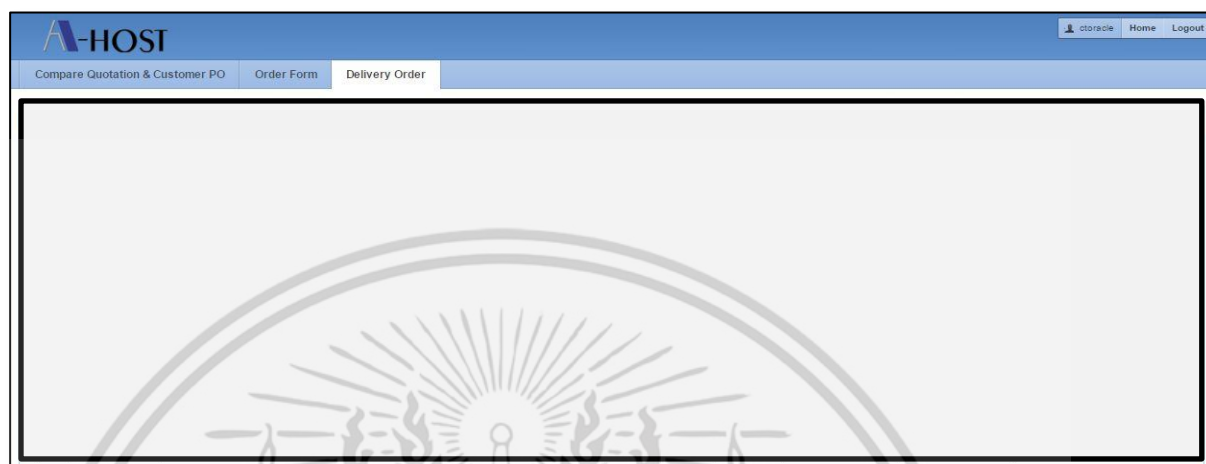 A-HOST
ctoracle Home Logout
Compare Quotation & Customer PO Order Form Delivery Order